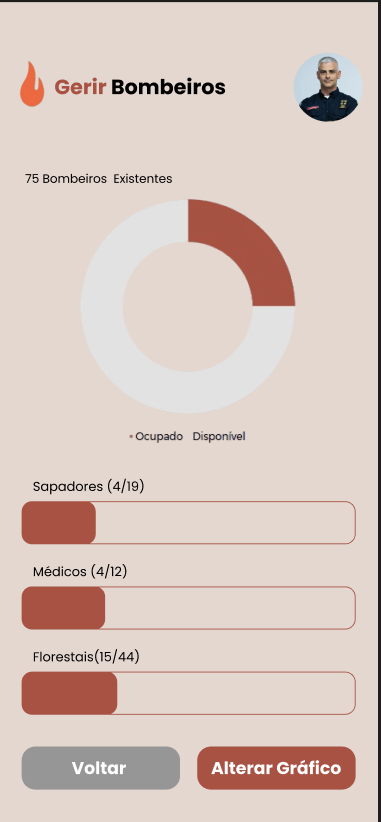 Gerir Bombeiros
75 Bombeiros Existentes
Ocupado Disponível
Sapadores (4/19)
Médicos (4/12)
Florestais(15/44)
Voltar Alterar Gráfico